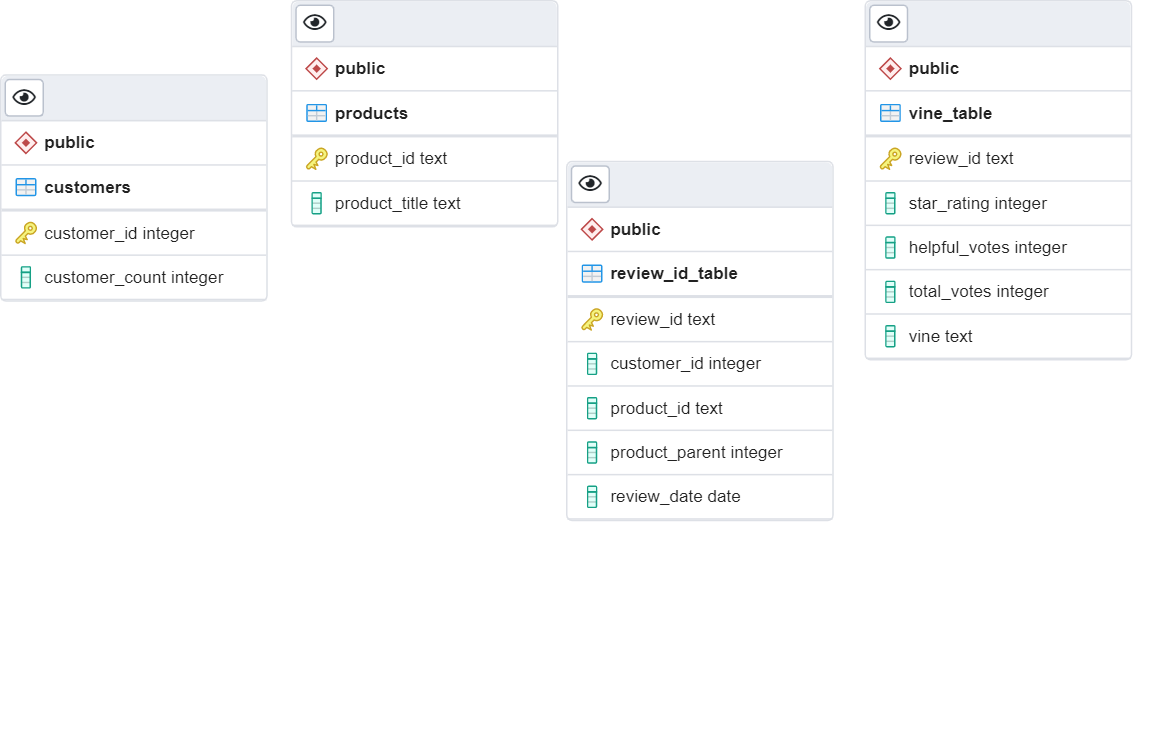 public
customers
customer_id integer
customer_count integer
public
products
product_id text
product_title text
public
review_id_table
review_id text
customer_id integer
product_id text
product_parent integer
review_date date
public
vine_table
review_id text
star_rating integer
helpful_votes integer
total_votes integer
vine text